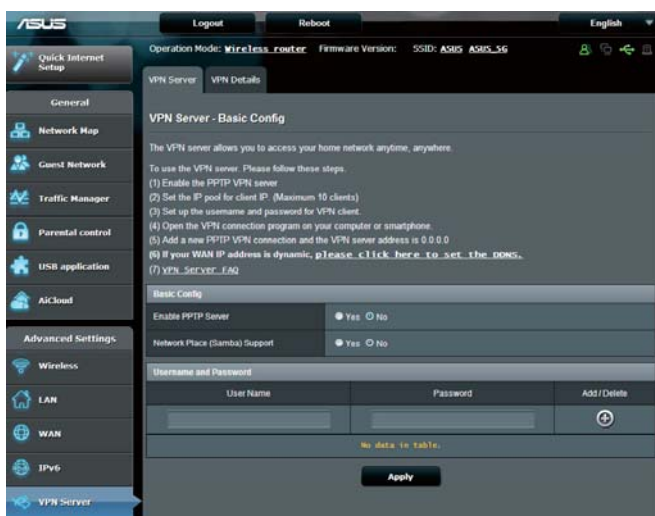 ASUS
Logout
Reboot
English
Quick Internet Setup
Operation Mode: Wireless router Firmware Version: SSID: ASUS ASUS_5G
VPN Server
VPN Details
General
Network Map
Guest Network
Traffic Manager
Parental control
USB application
AiCloud
Advanced Settings
Wireless
LAN
WAN
IPv6
VPN Server
VPN Server - Basic Config
The VPN server allows you to access your home network anytime, anywhere.
To use the VPN server. Please follow these steps.
(1) Enable the PPTP VPN server
(2) Set the IP pool for client IP. (Maximum 10 clients)
(3) Set up the username and password for VPN client.
(4) Open the VPN connection program on your computer or smartphone.
(5) Add a new PPTP VPN connection and the VPN server address is 0.0.0.0
(6) If your WAN IP address is dynamic, please click here to set the DDNS.
(7) VPN Server FAQ
Basic Config
Enable PPTP Server Yes No
Network Place (Samba) Support Yes No
Username and Password
User Name Password Add / Delete
No data in table.
Apply